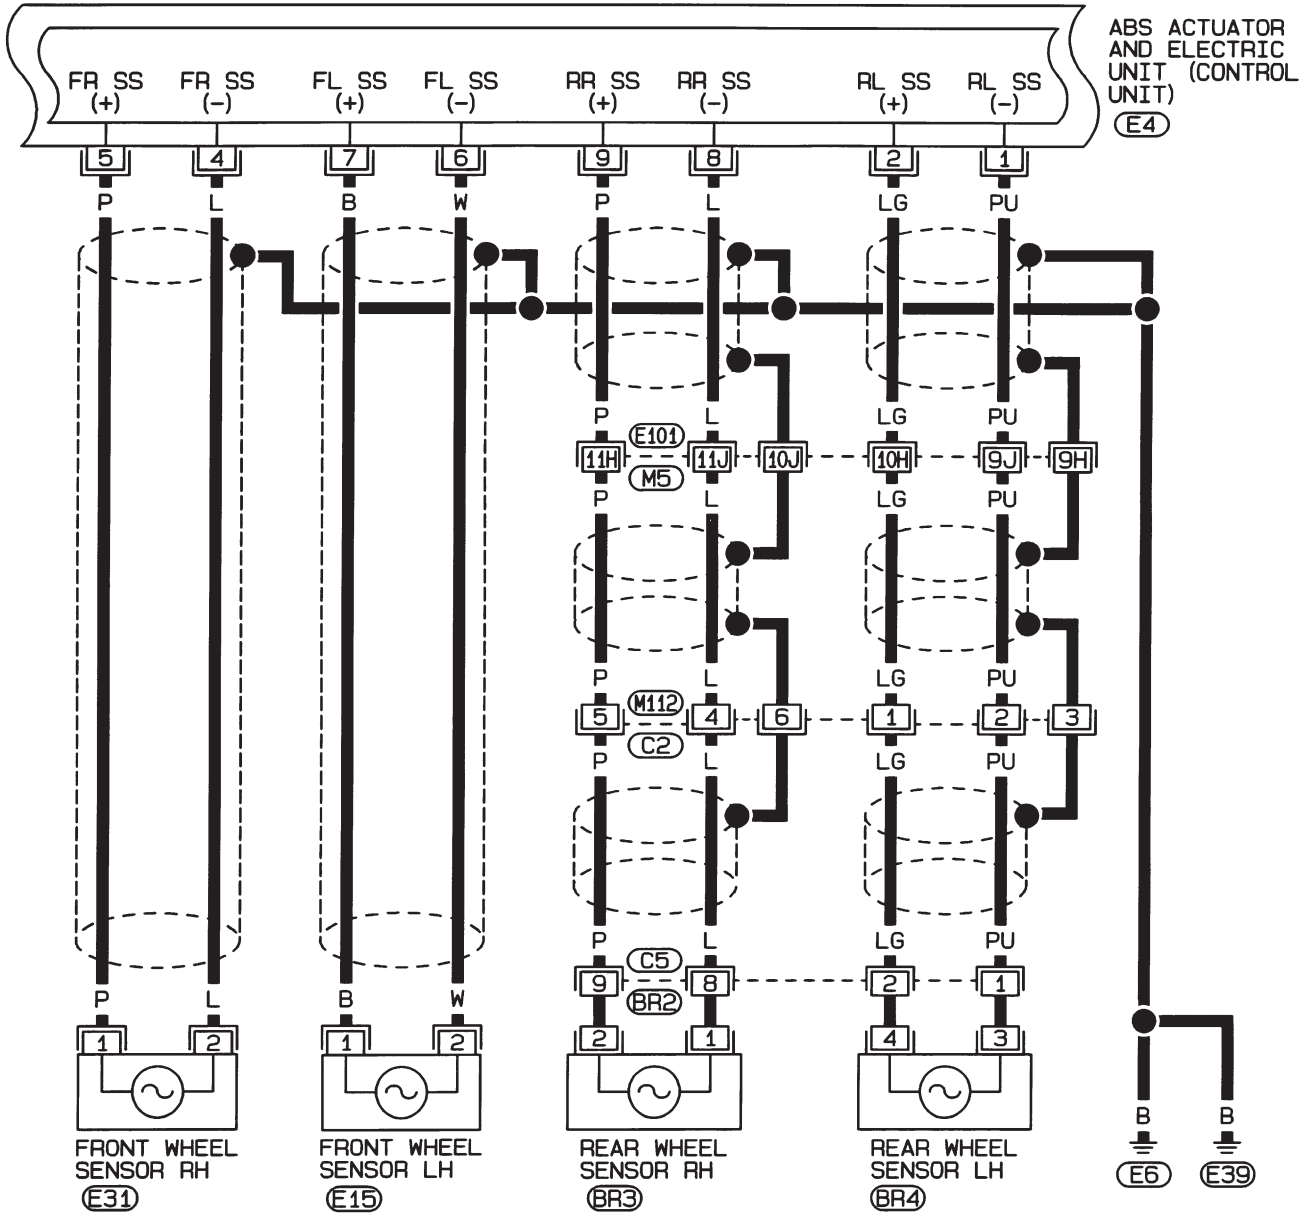 ABS ACTUATOR
AND ELECTRIC
UNIT (CONTROL
UNIT)
E4
FR SS FR SS FL SS FL SS RR SS RR SS RL SS RL SS
(+) (-) (+) (-) (+) (-) (+) (-)
5 4 7 6 9 8 2 1
P L B W P L LG PU
P L LG PU
E101
11H 11J 10J 10H 9J 9H
M5
P L LG PU
P L LG PU
M112
5 4 6 1 2 3
C2
P L LG PU
P L LG PU
C5
9 8 2 1
BR2
P L B W
1 2 1 2 2 1 4 3
B B
FRONT WHEEL
SENSOR RH
E31
FRONT WHEEL
SENSOR LH
E15
REAR WHEEL
SENSOR RH
BR3
REAR WHEEL
SENSOR LH
BR4
E6 E39